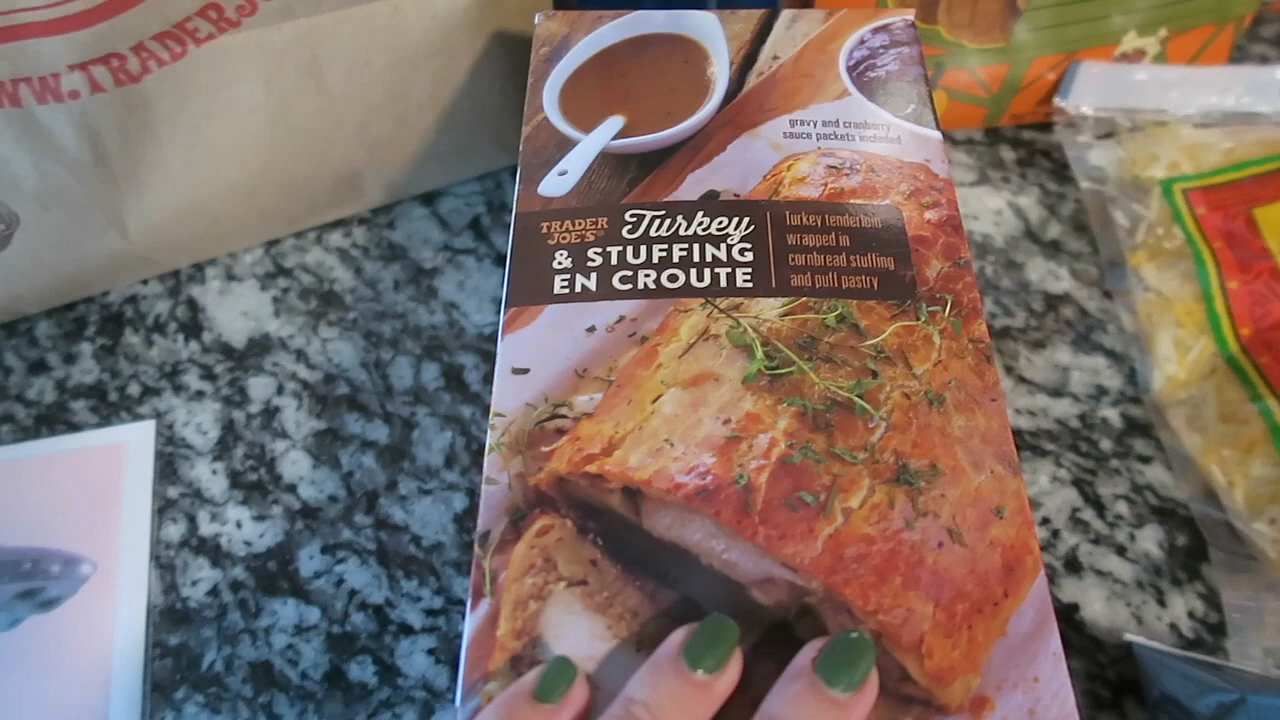 WWW.TRADERJO
gravy and cranberry
sauce packets included
TRADER
JOE'S
Turkey
& STUFFING
EN CROUTE
Turkey tenderloin
wrapped in
cornbread stuffing
and puff pastry